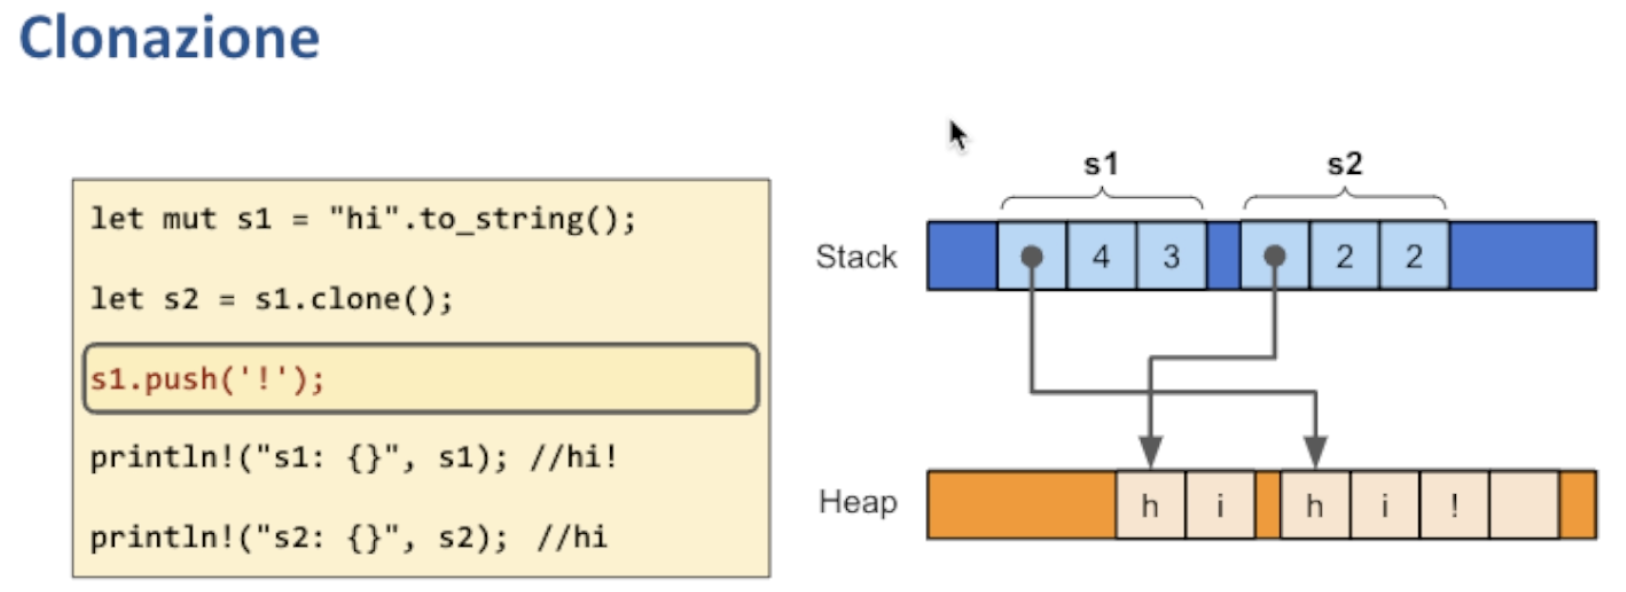 Clonazione
let mut s1 = "hi".to_string();
let s2 = s1.clone();
s1.push('!');
println!("s1: {}", s1); //hi!
println!("s2: {}", s2); //hi
s1 s2
Stack 4 3 2 2
Heap h i h i !